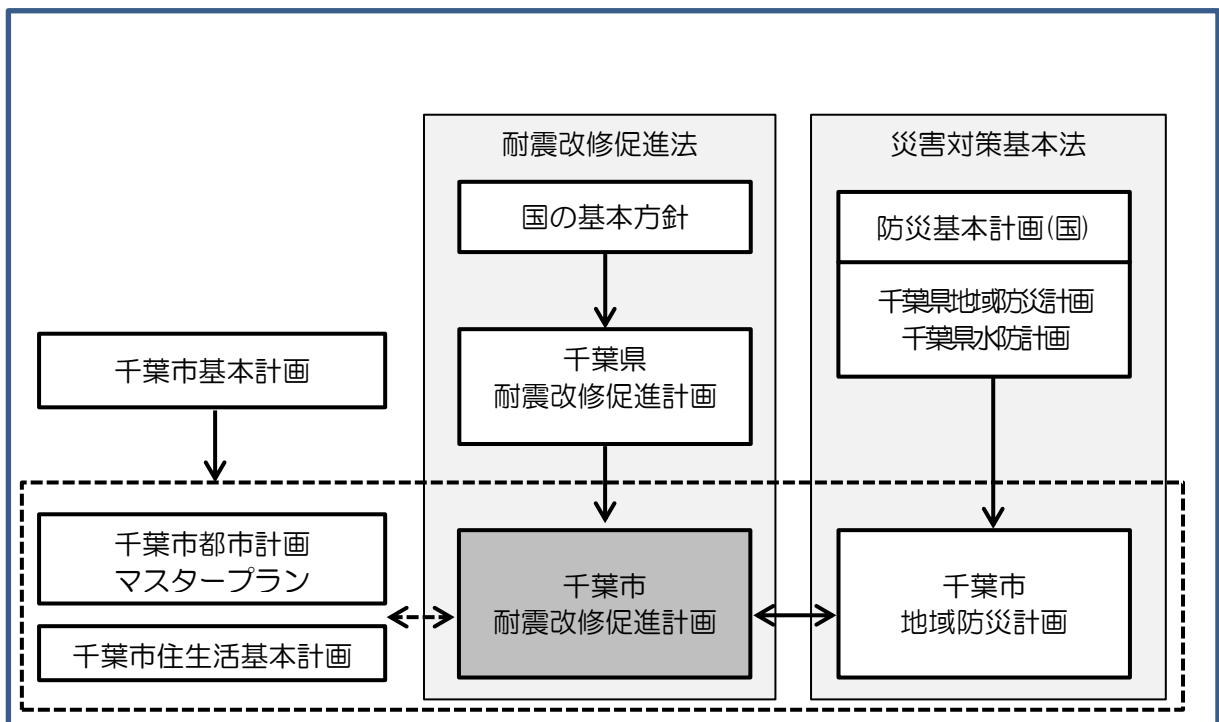 耐震改修促進法
国の基本方針
千葉県
耐震改修促進計画
災害対策基本法
防災基本計画(国)
千葉県地域防災計画
千葉県水防計画
千葉市基本計画
千葉市都市計画
マスタープラン
千葉市住生活基本計画
千葉市
耐震改修促進計画
千葉市
地域防災計画